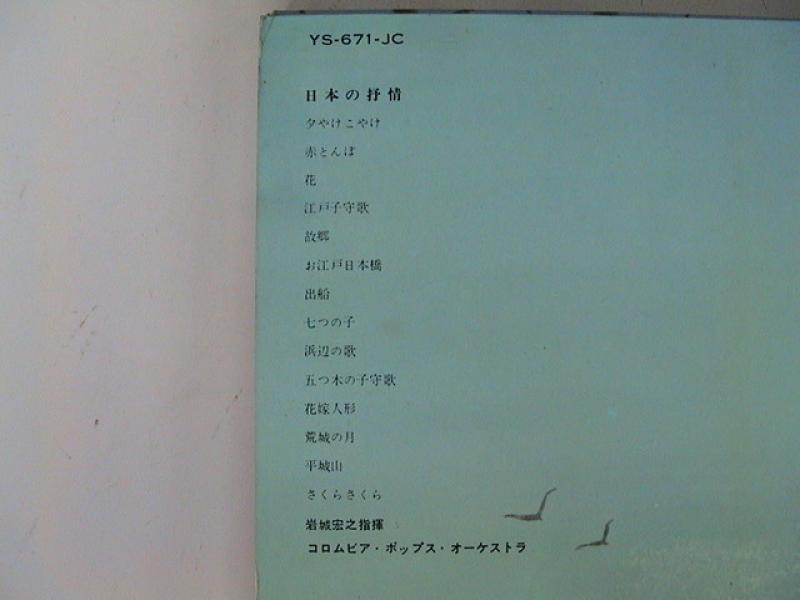 YS-671-JC
日本の抒情
夕やけこやけ
赤とんぼ
花
江戸子守歌
故郷
お江戸日本橋
出船
七つの子
浜辺の歌
五つ木の子守歌
花嫁人形
荒城の月
平城山
さくらさくら
岩城宏之指揮
コロムビア・ポップス・オーケストラ